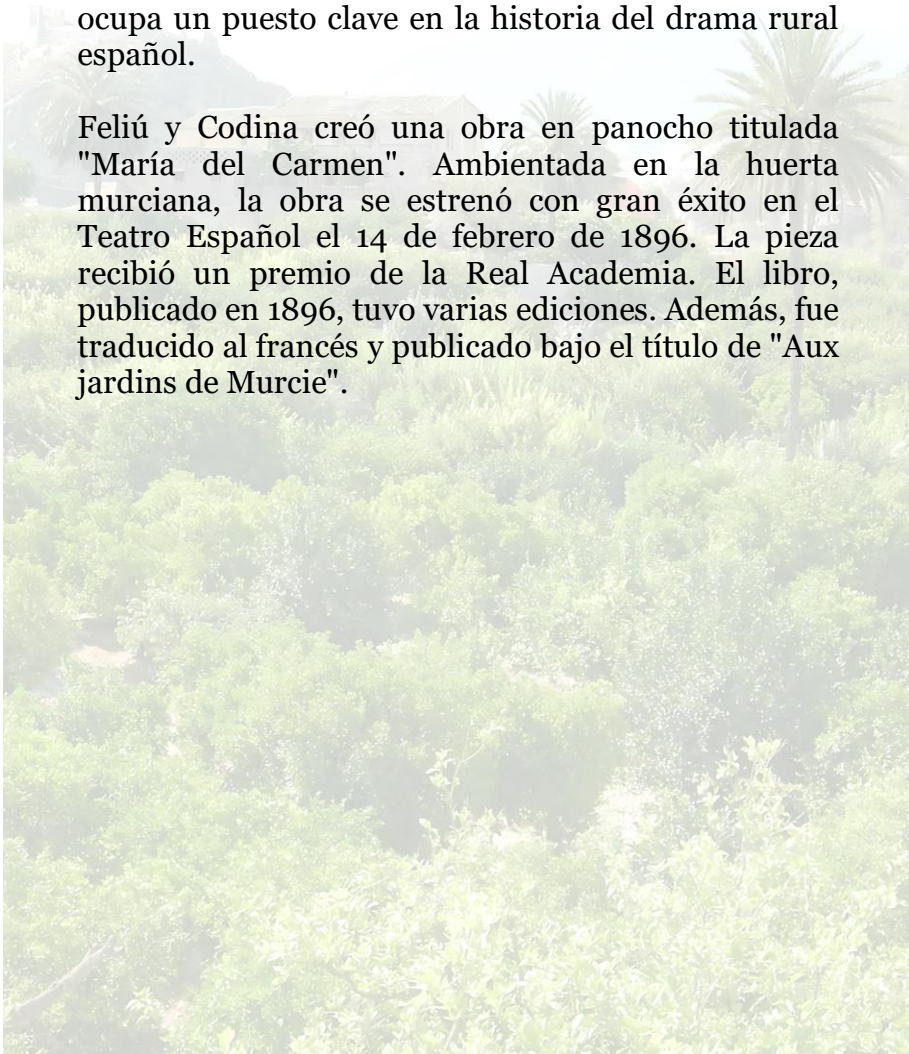 ocupa un puesto clave en la historia del drama rural
español.
Feliú y Codina creó una obra en panocho titulada
"María del Carmen". Ambientada en la huerta
murciana, la obra se estrenó con gran éxito en el
Teatro Español el 14 de febrero de 1896. La pieza
recibió un premio de la Real Academia. El libro,
publicado en 1896, tuvo varias ediciones. Además, fue
traducido al francés y publicado bajo el título de "Aux
jardins de Murcie".